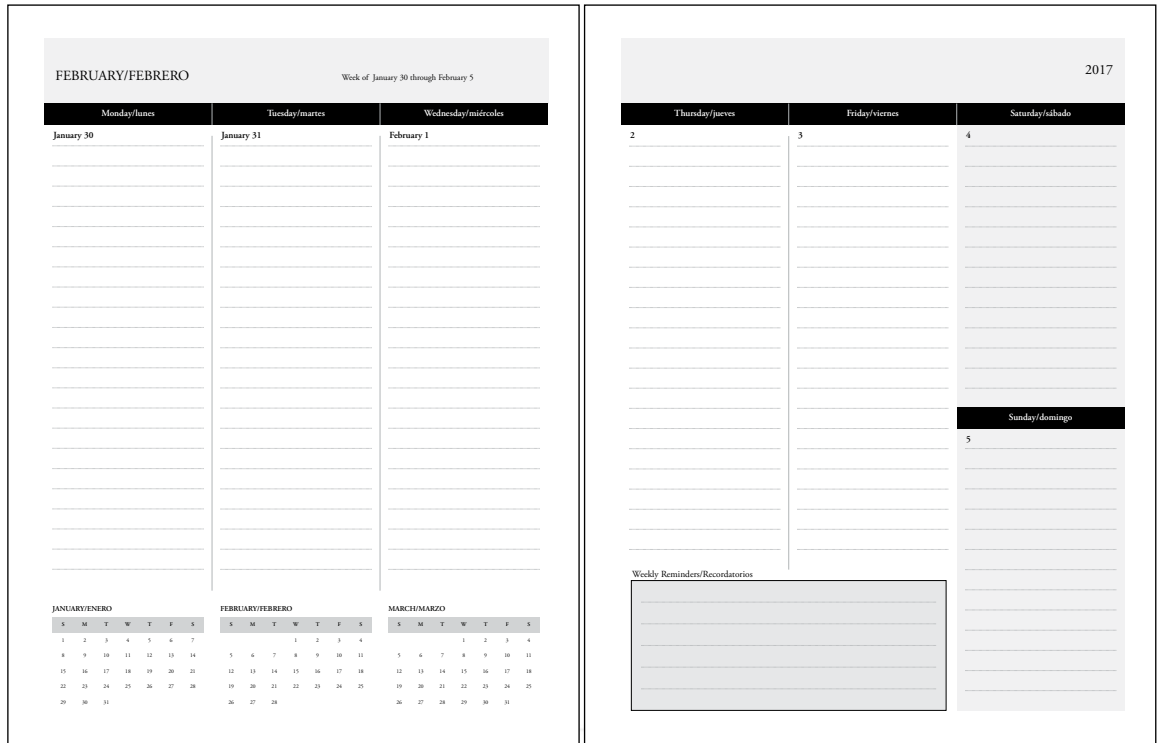 FEBRUARY/FEBRERO
Week of January 30 through February 5
Monday/lunes Tuesday/martes Wednesday/miércoles
January 30 January 31 February 1
JANUARY/ENERO
S M T W T F S
1 2 3 4 5 6 7
8 9 10 11 12 13 14
15 16 17 18 19 20 21
22 23 24 25 26 27 28
29 30 31
FEBRUARY/FEBRERO
S M T W T F S
1 2 3 4
5 6 7 8 9 10 11
12 13 14 15 16 17 18
19 20 21 22 23 24 25
26 27 28
MARCH/MARZO
S M T W T F S
1 2 3 4
5 6 7 8 9 10 11
12 13 14 15 16 17 18
19 20 21 22 23 24 25
26 27 28 29 30 31
2017
Thursday/jueves Friday/viernes Saturday/sábado
2 3 4
Sunday/domingo
5
Weekly Reminders/Recordatorios